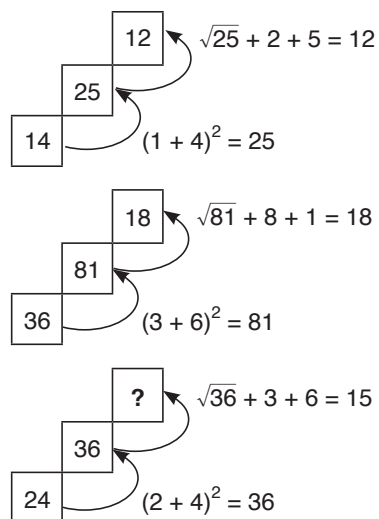 12 √25 + 2 + 5 = 12
25
14 (1 + 4)² = 25
18 √81 + 8 + 1 = 18
81
36 (3 + 6)² = 81
? √36 + 3 + 6 = 15
36
24 (2 + 4)² = 36